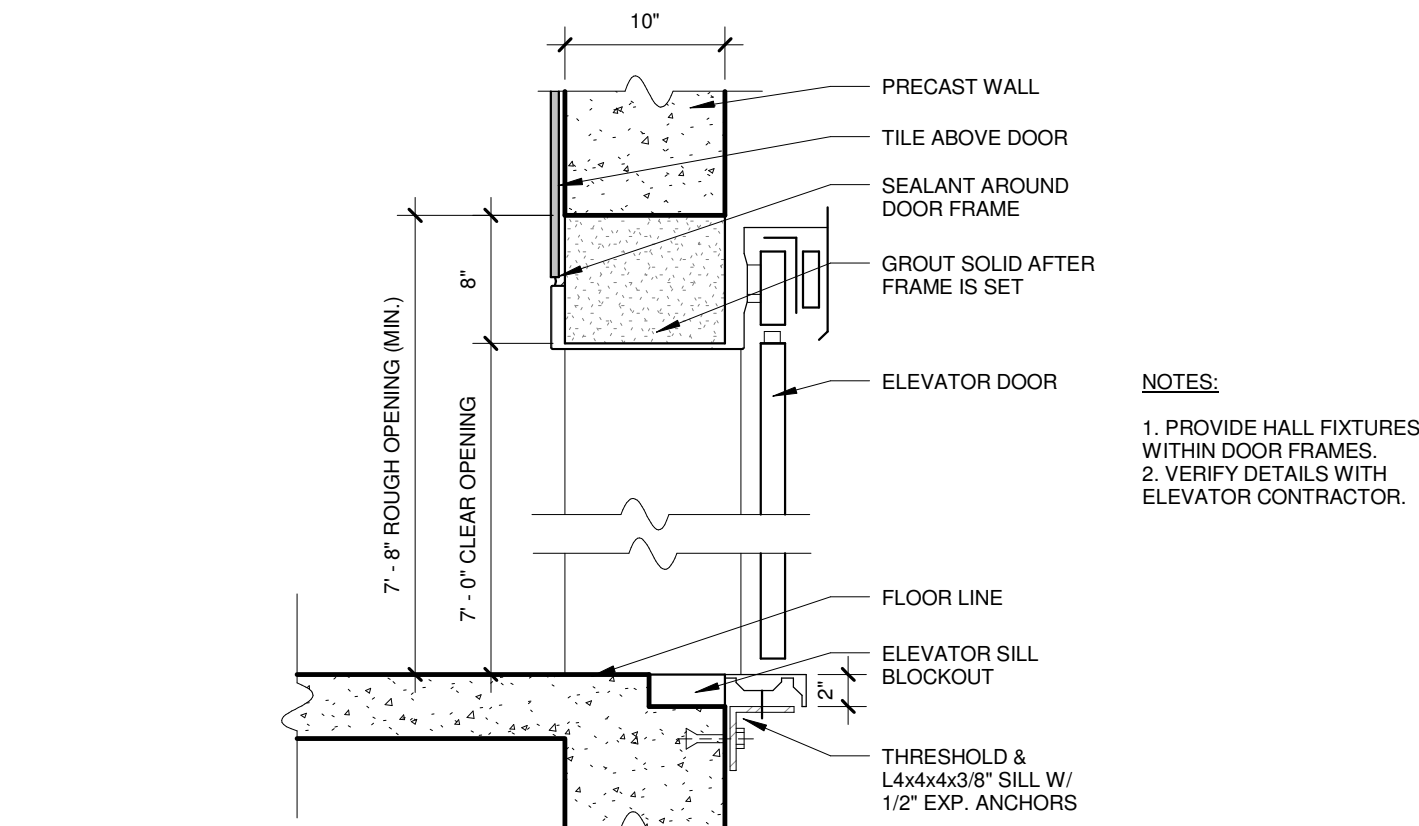 10"
PRECAST WALL
TILE ABOVE DOOR
SEALANT AROUND
DOOR FRAME
GROUT SOLID AFTER
FRAME IS SET
8"
7' - 8" ROUGH OPENING (MIN.)
7' - 0" CLEAR OPENING
ELEVATOR DOOR
NOTES:
1. PROVIDE HALL FIXTURES
WITHIN DOOR FRAMES.
2. VERIFY DETAILS WITH
ELEVATOR CONTRACTOR.
FLOOR LINE
ELEVATOR SILL
BLOCKOUT
2"
THRESHOLD &
L4x4x4x3/8" SILL W/
1/2" EXP. ANCHORS